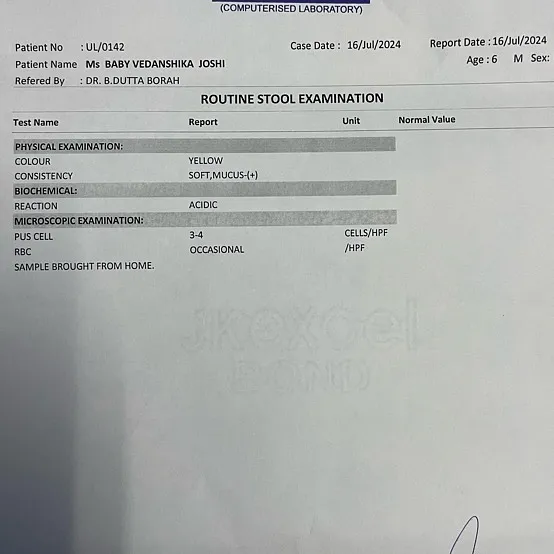 (COMPUTERISED LABORATORY)
Patient No : UL/0142 Case Date : 16/Jul/2024 Report Date : 16/Jul/2024
Patient Name Ms BABY VEDANSHIKA JOSHI Age : 6 M Sex:
Refered By : DR. B.DUTTA BORAH
ROUTINE STOOL EXAMINATION
Test Name Report Unit Normal Value
PHYSICAL EXAMINATION:
COLOUR YELLOW
CONSISTENCY SOFT,MUCUS-(+)
BIOCHEMICAL:
REACTION ACIDIC
MICROSCOPIC EXAMINATION:
PUS CELL 3-4 CELLS/HPF
RBC OCCASIONAL /HPF
SAMPLE BROUGHT FROM HOME.
JKexcel
BOND